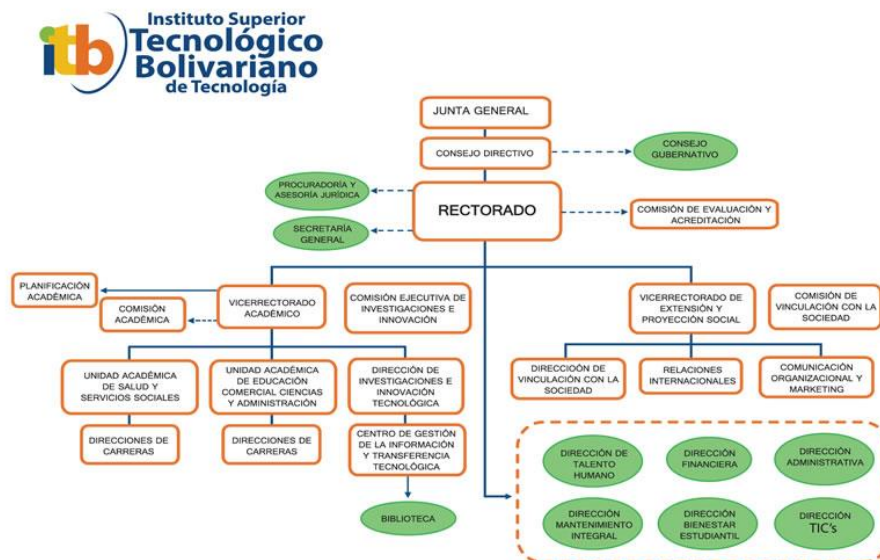 itb
Instituto Superior
Tecnológico
Bolivariano
de Tecnología
JUNTA GENERAL
CONSEJO DIRECTIVO
CONSEJO
GUBERNATIVO
PROCURADORÍA Y
ASESORÍA JURÍDICA
RECTORADO
COMISIÓN DE EVALUACIÓN Y
ACREDITACIÓN
SECRETARÍA
GENERAL
PLANIFICACIÓN
ACADÉMICA
COMISIÓN
ACADÉMICA
VICERRECTORADO
ACADÉMICO
COMISIÓN EJECUTIVA DE
INVESTIGACIONES E
INNOVACIÓN
VICERRECTORADO DE
EXTENSIÓN Y
PROYECCIÓN SOCIAL
COMISIÓN DE
VINCULACIÓN CON LA
SOCIEDAD
UNIDAD ACADÉMICA
DE SALUD Y
SERVICIOS SOCIALES
UNIDAD ACADÉMICA
DE EDUCACIÓN
COMERCIAL CIENCIAS
Y ADMINISTRACIÓN
DIRECCIÓN DE
INVESTIGACIONES E
INNOVACIÓN
TECNOLÓGICA
DIRECCIOÓN DE
VINCULACIÓN CON LA
SOCIEDAD
RELACIONES
INTERNACIONALES
COMUNICACIÓN
ORGANIZACIONAL Y
MARKETING
DIRECCIONES DE
CARRERAS
DIRECCIONES DE
CARRERAS
CENTRO DE GESTIÓN
DE LA INFORMACIÓN
Y TRANSFERENCIA
TECNOLÓGICA
BIBLIOTECA
DIRECCIÓN DE
TALENTO
HUMANO
DIRECCIÓN
FINANCIERA
DIRECCIÓN
ADMINISTRATIVA
DIRECCIÓN
MANTENIMIENTO
INTEGRAL
DIRECCIÓN
BIENESTAR
ESTUDIANTIL
DIRECCIÓN
TIC's